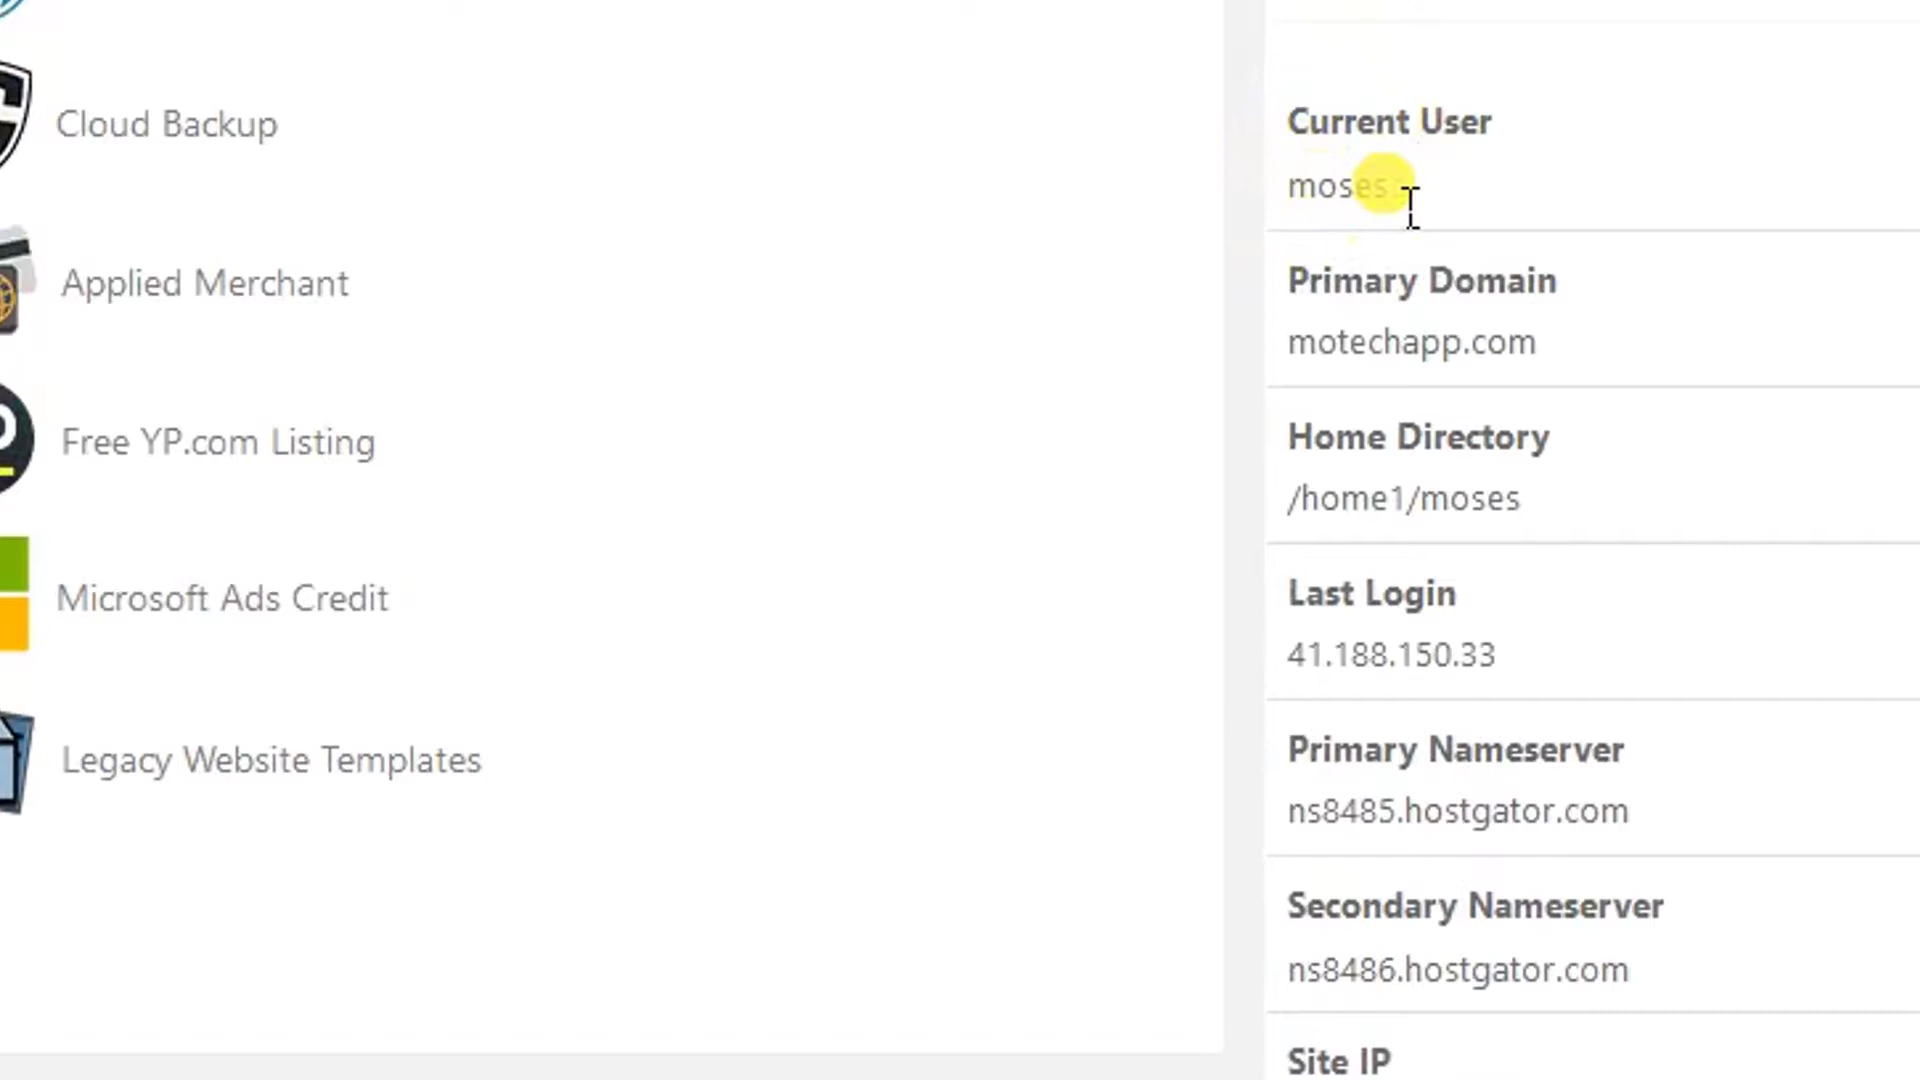 Cloud Backup
Applied Merchant
Free YP.com Listing
Microsoft Ads Credit
Legacy Website Templates
Current User
moses
Primary Domain
motechapp.com
Home Directory
/home1/moses
Last Login
41.188.150.33
Primary Nameserver
ns8485.hostgator.com
Secondary Nameserver
ns8486.hostgator.com
Site IP